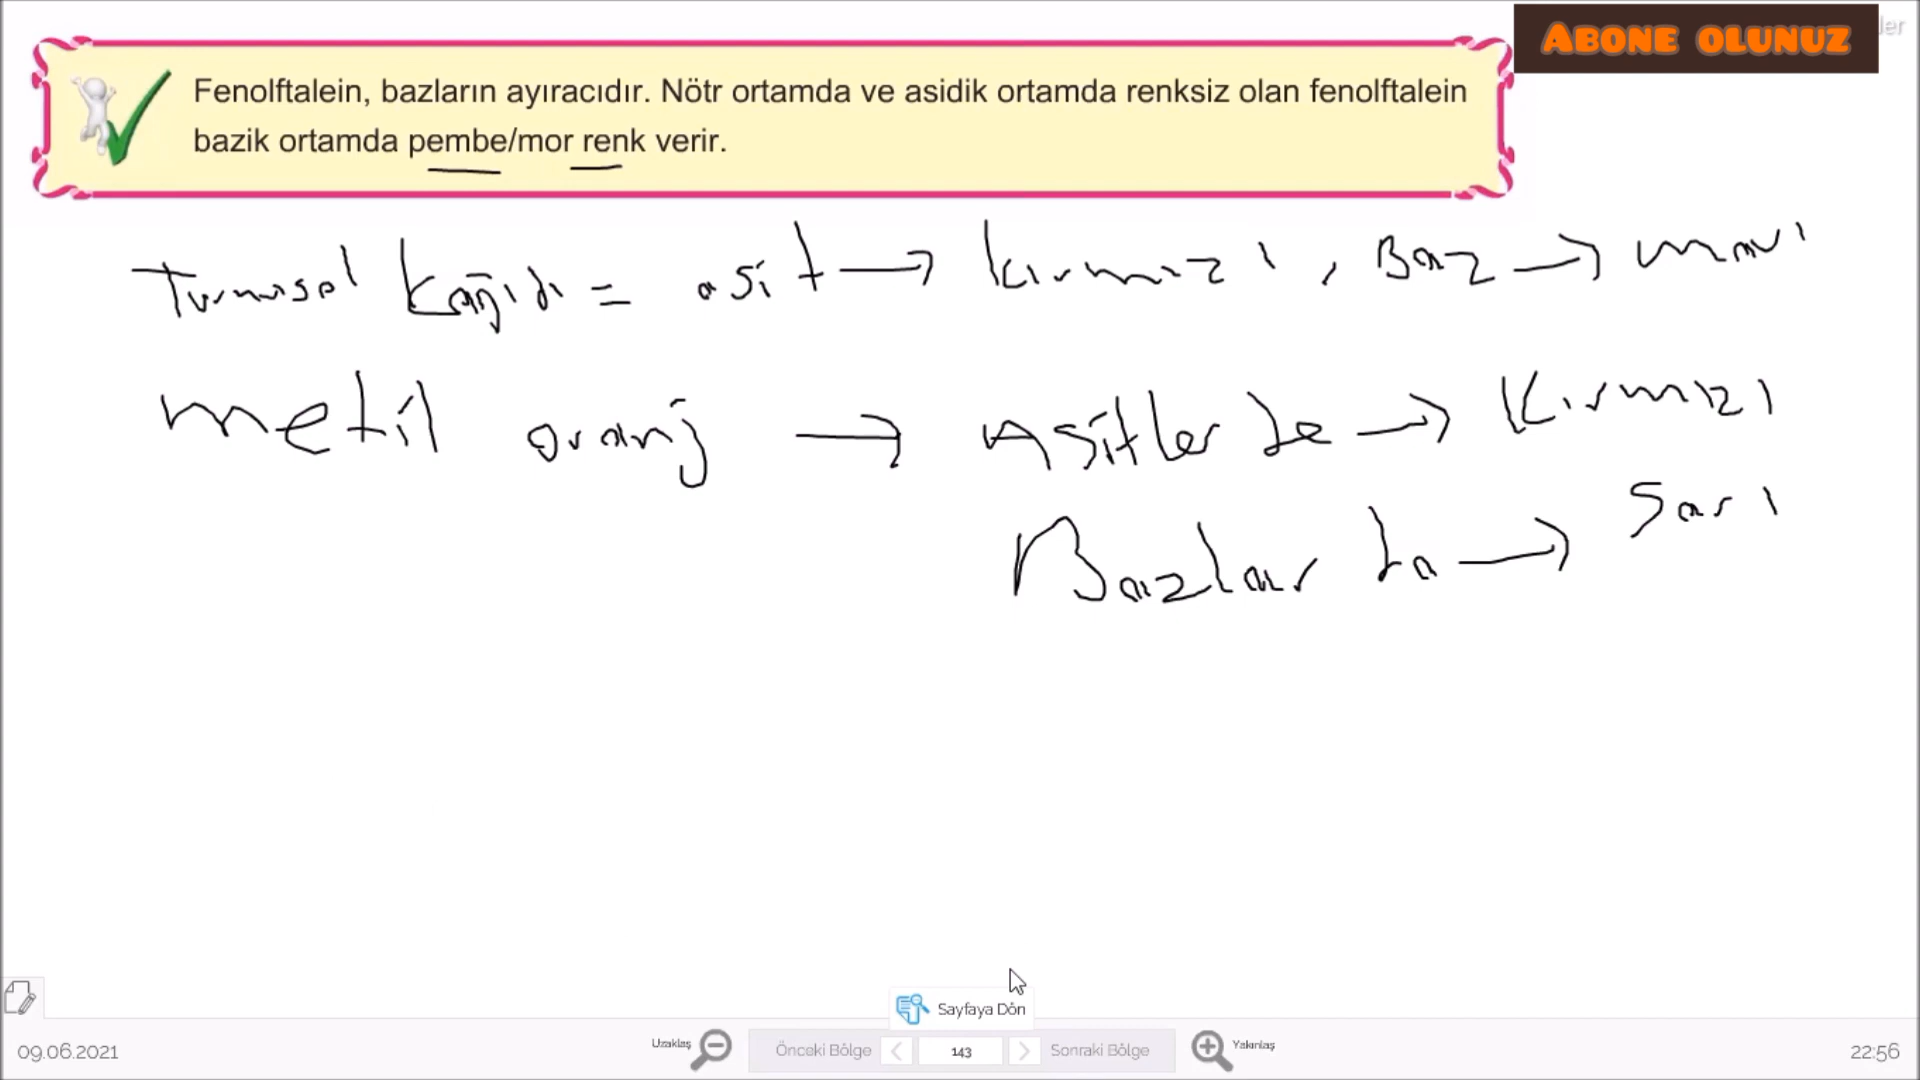 ABONE OLUNUZ
ler
Fenolftalein, bazların ayıracıdır. Nötr ortamda ve asidik ortamda renksiz olan fenolftalein
bazik ortamda pembe/mor renk verir.
Turnusol Kağıdı = asit → kırmızı, Baz → mavi
metil oranj → Asitlerde → Kırmızı
Bazlarda → Sarı
Sayfaya Dön
09.06.2021 Uzaklaş Önceki Bölge 143 Sonraki Bölge Yakınlaş 22:56